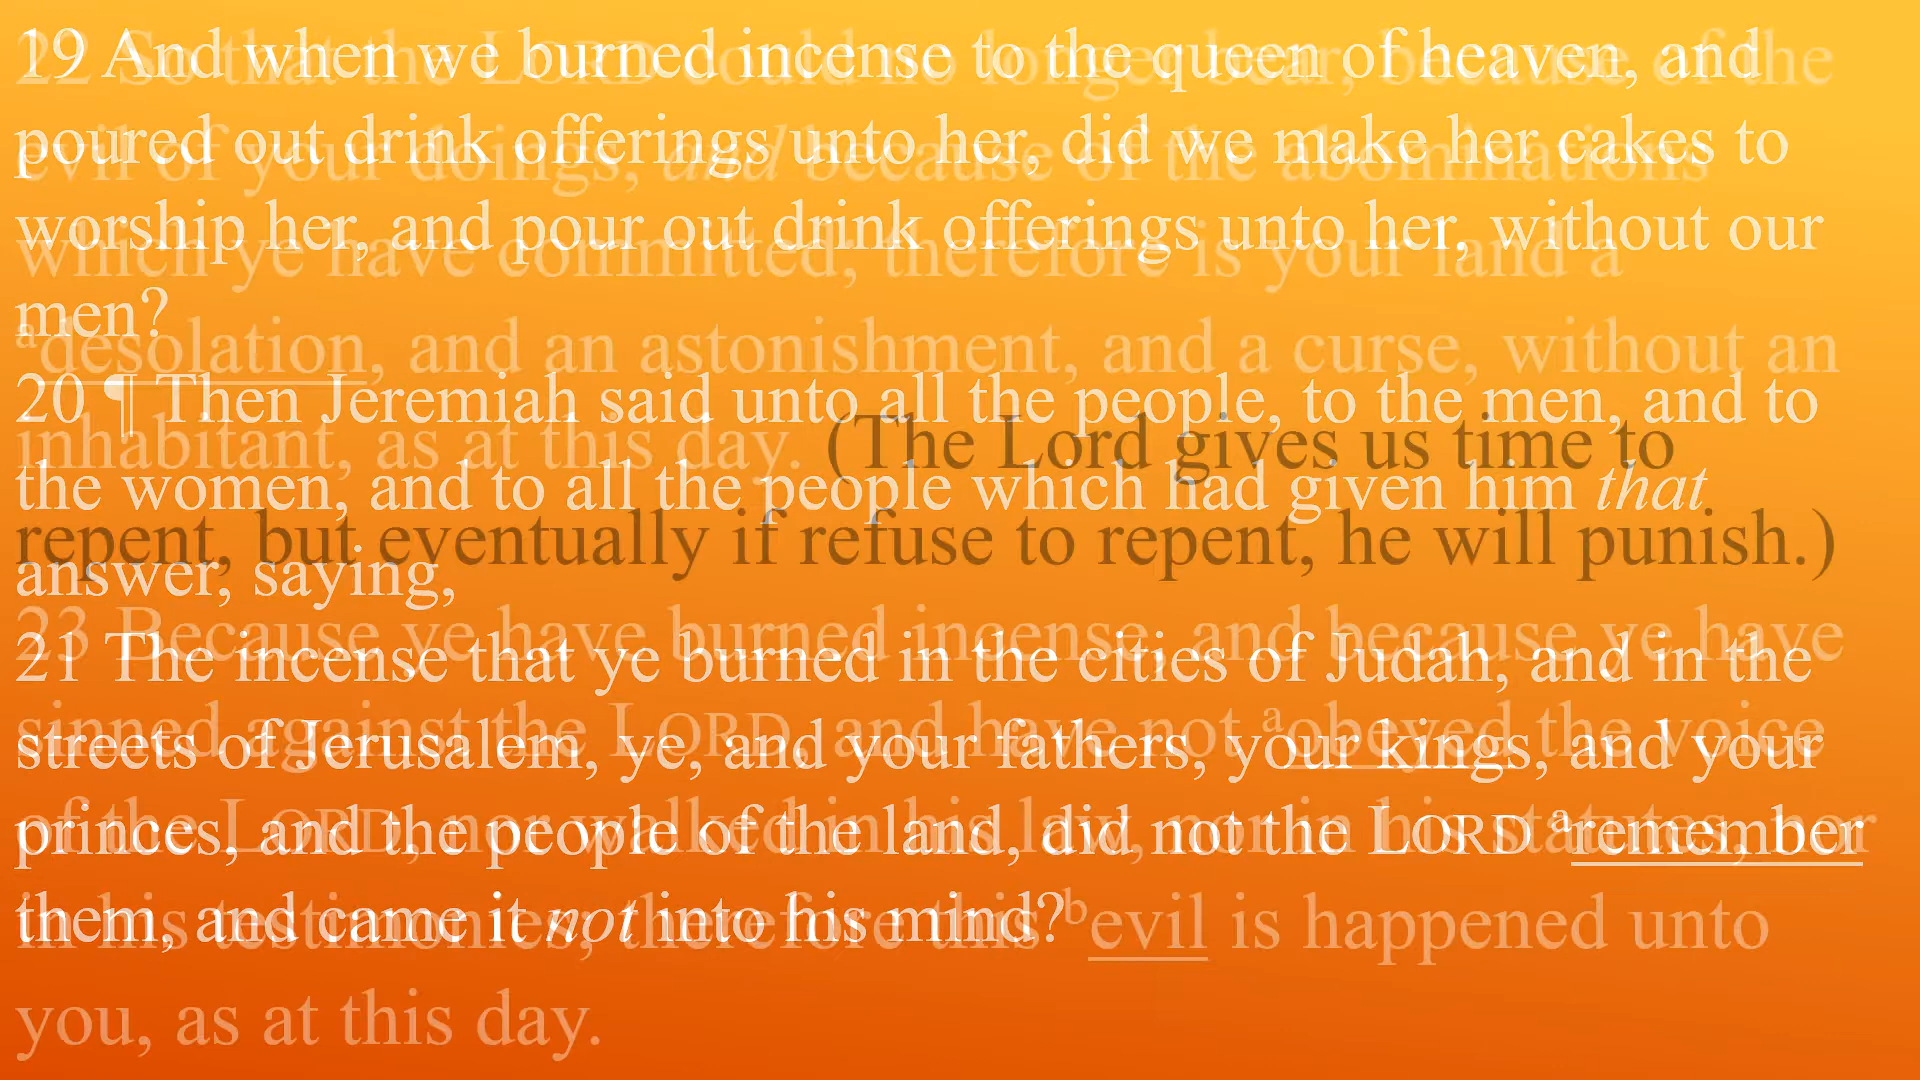 19 And when we burned incense to the queen of heaven, and
poured out drink offerings unto her, did we make her cakes to
worship her, and pour out drink offerings unto her, without our
men?
20 ¶ Then Jeremiah said unto all the people, to the men, and to
the women, and to all the people which had given him that
answer, saying,
21 The incense that ye burned in the cities of Judah, and in the
streets of Jerusalem, ye, and your fathers, your kings, and your
princes, and the people of the land, did not the LORD a remember
them, and came it not into his mind?
22 So that the LORD could no longer bear, because of the
evil of your doings, and because of the abominations
which ye have committed; therefore is your land a
a desolation, and an astonishment, and a curse, without an
inhabitant, as at this day. (The Lord gives us time to
repent, but eventually if refuse to repent, he will punish.)
23 Because ye have burned incense, and because ye have
sinned against the LORD, and have not a obeyed the voice
of the LORD, nor walked in his law, nor in his statutes, nor
in his testimonies; therefore this b evil is happened unto
you, as at this day.